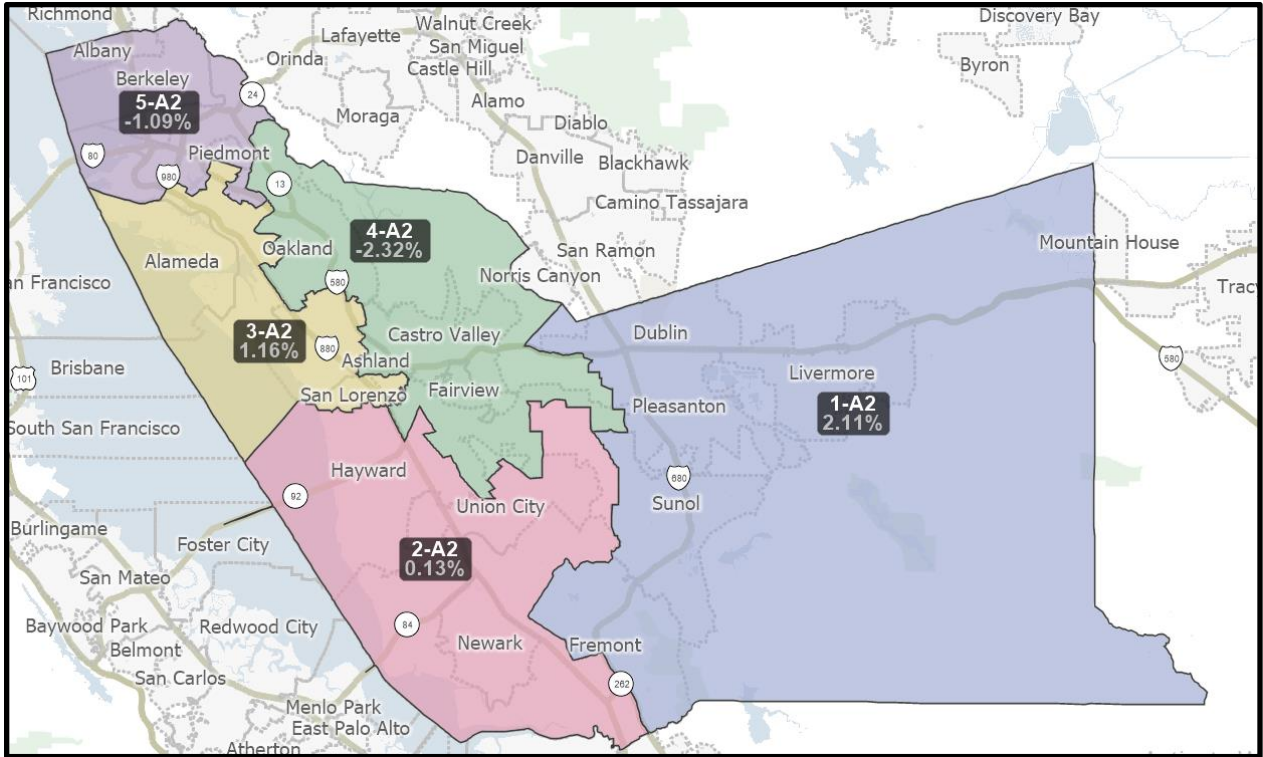 Richmond
Albany
Berkeley
5-A2
-1.09%
24
80
980
Piedmont
13
Orinda
Lafayette
Walnut Creek
San Miguel
Castle Hill
Moraga
Alamo
Diablo
Danville
Blackhawk
Camino Tassajara
San Ramon
Norris Canyon
Discovery Bay
Byron
Mountain House
Tracy
580
an Francisco
Alameda
Oakland
4-A2
-2.32%
580
3-A2
1.16%
880
Ashland
San Lorenzo
Castro Valley
Fairview
Dublin
Livermore
Pleasanton
1-A2
2.11%
680
Sunol
101
Brisbane
South San Francisco
Hayward
92
Union City
2-A2
0.13%
84
Newark
Fremont
262
Burlingame
Foster City
San Mateo
Baywood Park
Belmont
Redwood City
San Carlos
Menlo Park
East Palo Alto
Atherton